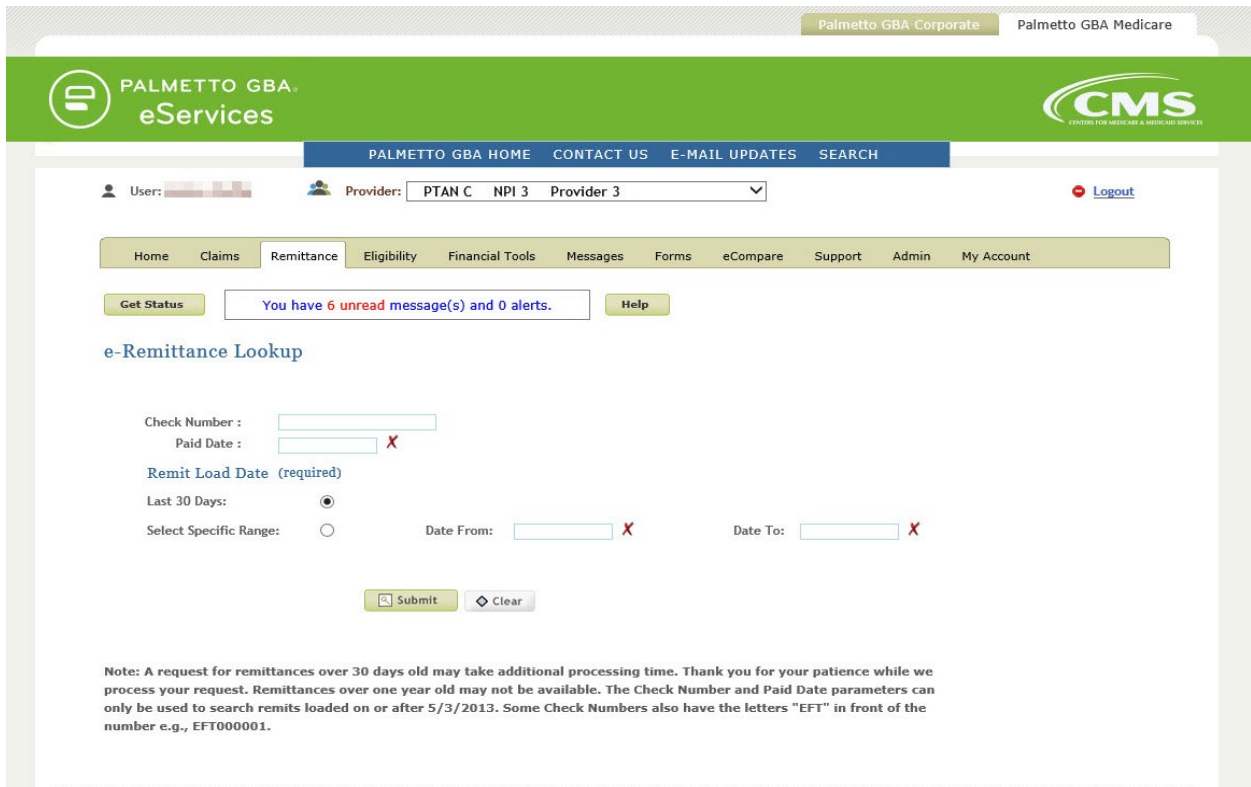 Palmetto GBA Corporate Palmetto GBA Medicare
PALMETTO GBA®
eServices
CMS
CENTERS FOR MEDICARE & MEDICAID SERVICES
PALMETTO GBA HOME CONTACT US E-MAIL UPDATES SEARCH
User: Provider: PTAN C NPI 3 Provider 3 Logout
Home Claims Remittance Eligibility Financial Tools Messages Forms eCompare Support Admin My Account
Get Status You have 6 unread message(s) and 0 alerts. Help
e-Remittance Lookup
Check Number :
Paid Date : X
Remit Load Date (required)
Last 30 Days:
Select Specific Range: Date From: X Date To: X
Submit Clear
Note: A request for remittances over 30 days old may take additional processing time. Thank you for your patience while we
process your request. Remittances over one year old may not be available. The Check Number and Paid Date parameters can
only be used to search remits loaded on or after 5/3/2013. Some Check Numbers also have the letters "EFT" in front of the
number e.g., EFT000001.